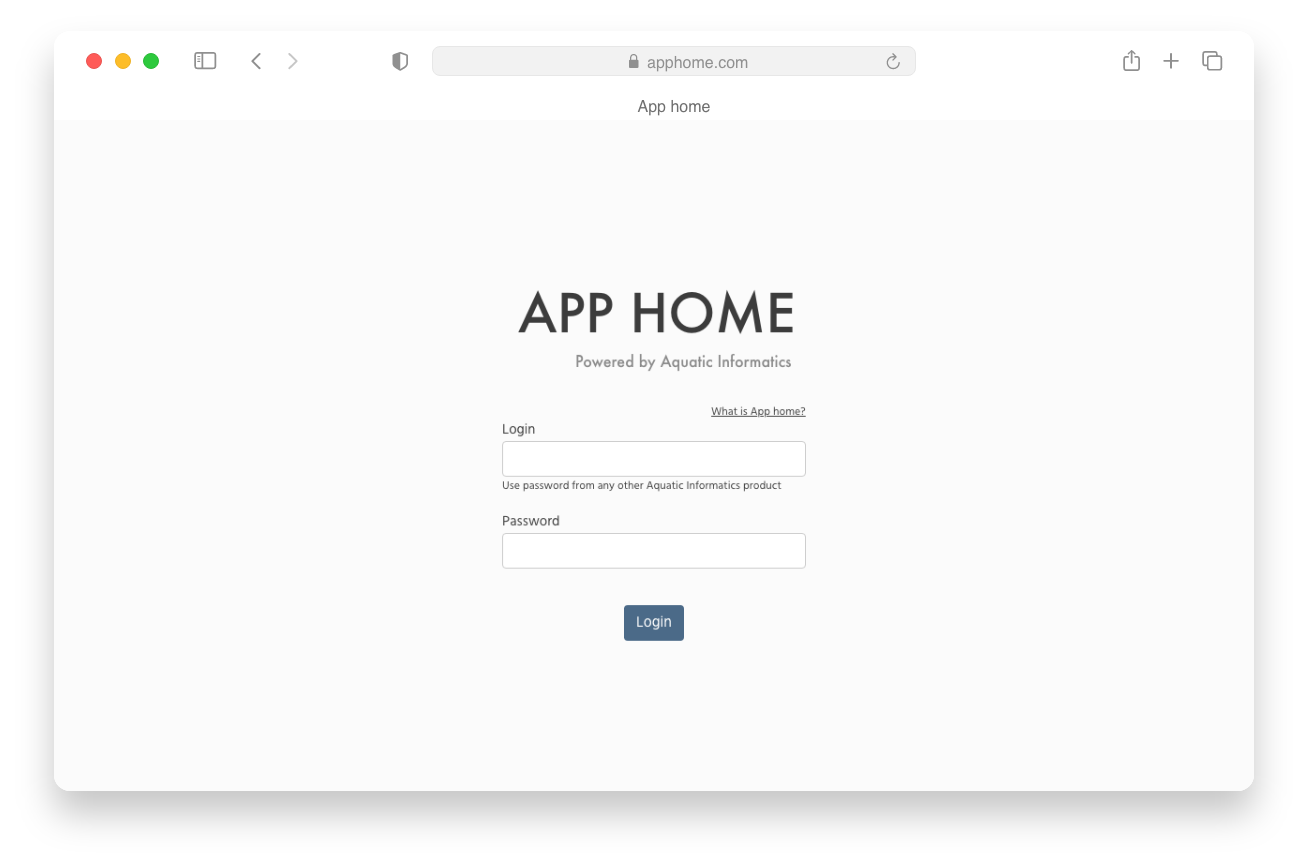 apphome.com
App home
APP HOME
Powered by Aquatic Informatics
What is App home?
Login
Use password from any other Aquatic Informatics product
Password
Login